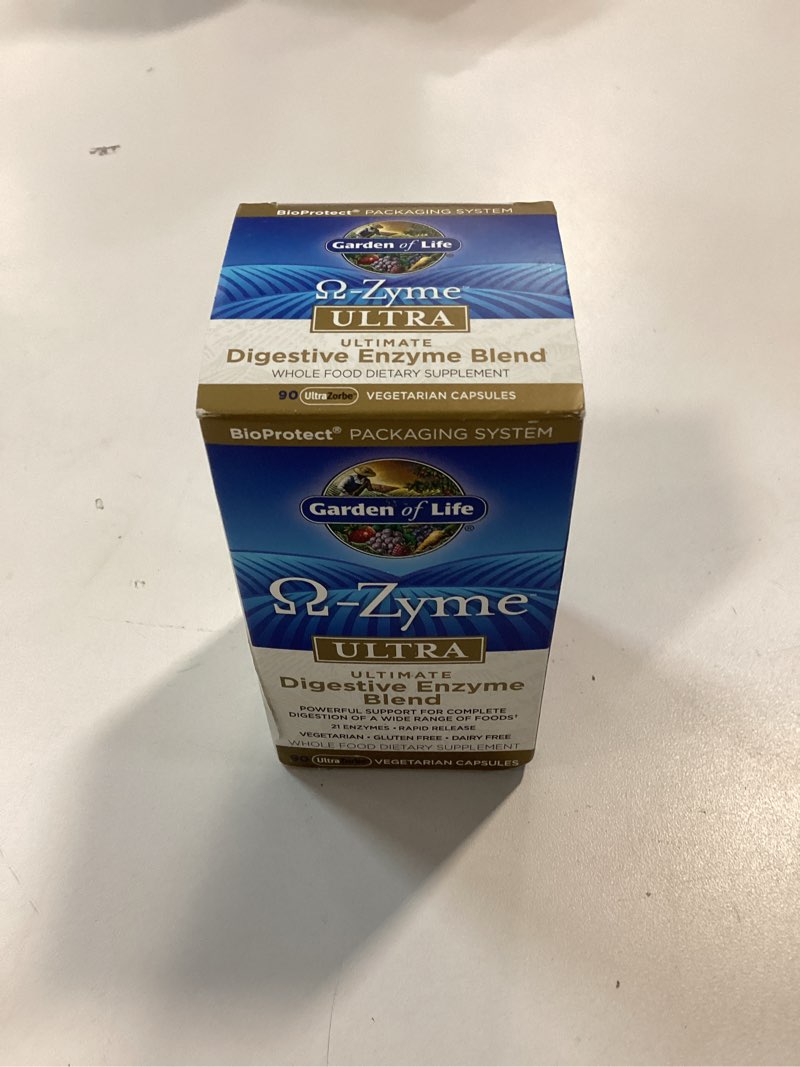 BioProtect® PACKAGING SYSTEM
Garden of Life
Ω-Zyme
ULTRA
ULTIMATE
Digestive Enzyme Blend
WHOLE FOOD DIETARY SUPPLEMENT
90 UltraZorbe VEGETARIAN CAPSULES
BioProtect® PACKAGING SYSTEM
Garden of Life®
Ω-Zyme™
ULTRA
ULTIMATE
Digestive Enzyme
Blend
POWERFUL SUPPORT FOR COMPLETE
DIGESTION OF A WIDE RANGE OF FOODS†
21 ENZYMES • RAPID RELEASE
VEGETARIAN • GLUTEN FREE • DAIRY FREE
WHOLE FOOD DIETARY SUPPLEMENT
90 UltraZorbe VEGETARIAN CAPSULES